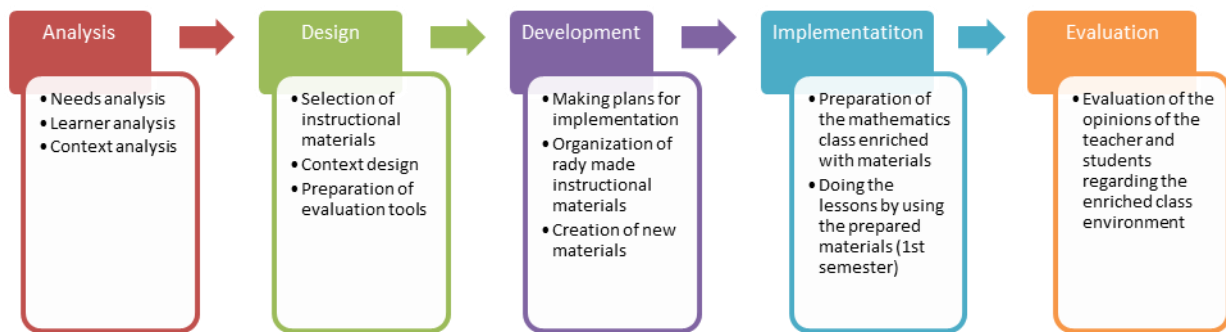 Analysis
• Needs analysis
• Learner analysis
• Context analysis
Design
• Selection of
instructional
materials
• Context design
• Preparation of
evaluation tools
Development
• Making plans for
implementation
• Organization of
rady made
instructional
materials
• Creation of new
materials
Implementatiton
• Preparation of
the mathematics
class enriched
with materials
• Doing the
lessons by using
the prepared
materials (1st
semester)
Evaluation
• Evaluation of the
opinions of the
teacher and
students
regarding the
enriched class
environment